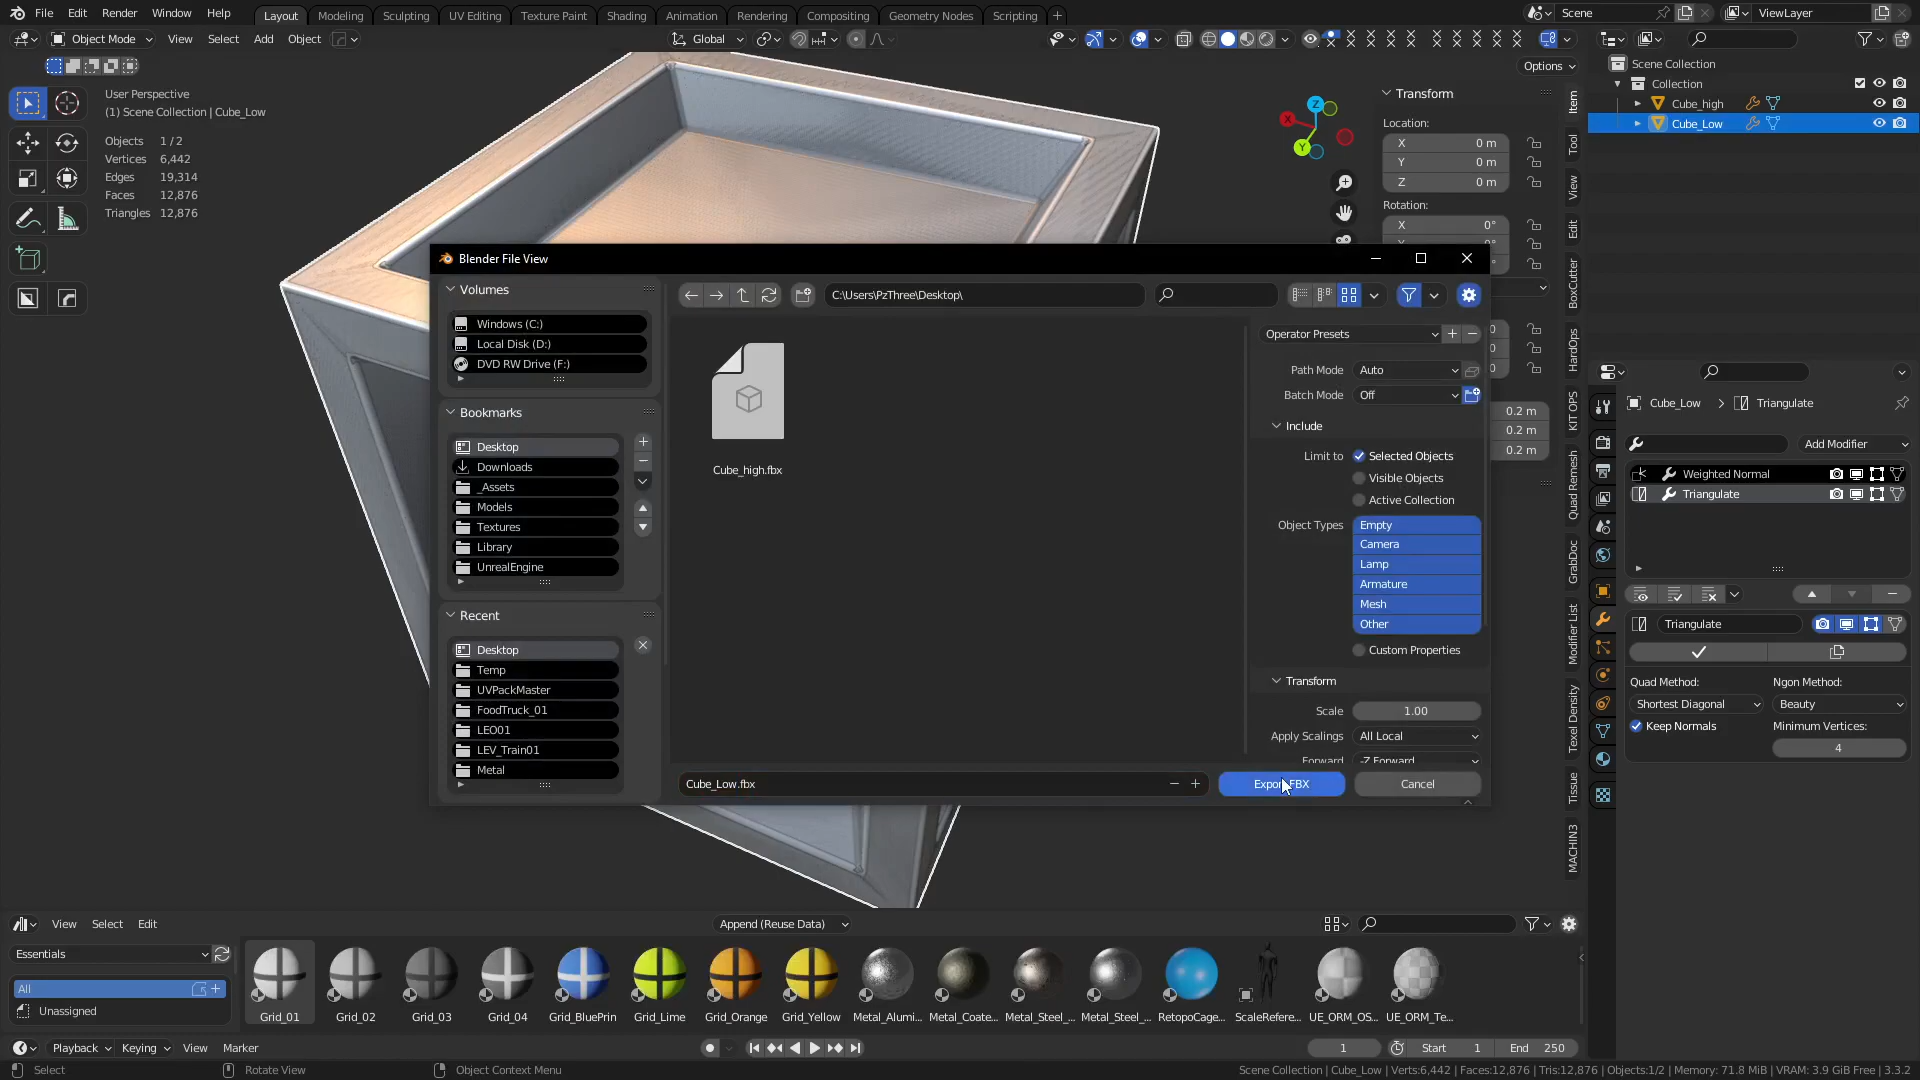 File Edit Render Window Help Layout Modeling Sculpting UV Editing Texture Paint Shading Animation Rendering Compositing Geometry Nodes Scripting + Scene ViewLayer
Object Mode View Select Add Object Global
Options
User Perspective
(1) Scene Collection | Cube_Low
Objects 1 / 2
Vertices 6,442
Edges 19,314
Faces 12,876
Triangles 12,876
Z
X
Y
Transform
Location:
X 0 m
Y 0 m
Z 0 m
Rotation:
X 0°
0.2 m
0.2 m
0.2 m
Item
Tool
View
Edit
BoxCutter
HardOps
KIT OPS
Quad Remesh
GrabDoc
Modifier List
Texel Density
Tissue
MACHIN3
Scene Collection
Collection
Cube_high
Cube_Low
Cube_Low > Triangulate
Add Modifier
Weighted Normal
Triangulate
Triangulate
Quad Method: Ngon Method:
Shortest Diagonal Beauty
Keep Normals Minimum Vertices:
4
Blender File View
Volumes
Windows (C:)
Local Disk (D:)
DVD RW Drive (F:)
Bookmarks
Desktop
Downloads
_Assets
Models
Textures
Library
UnrealEngine
Recent
Desktop
Temp
UVPackMaster
FoodTruck_01
LEO01
LEV_Train01
Metal
C:\Users\PzThree\Desktop\
Cube_high.fbx
Operator Presets
Path Mode Auto
Batch Mode Off
Include
Limit to Selected Objects
Visible Objects
Active Collection
Object Types Empty
Camera
Lamp
Armature
Mesh
Other
Custom Properties
Transform
Scale 1.00
Apply Scalings All Local
Forward -Z Forward
Cube_Low.fbx Export FBX Cancel
View Select Edit Append (Reuse Data)
Essentials
All
Unassigned
Grid_01 Grid_02 Grid_03 Grid_04 Grid_BluePrin Grid_Lime Grid_Orange Grid_Yellow Metal_Alumi... Metal_Coate... Metal_Steel_... Metal_Steel_... RetopoCage... ScaleRefere... UE_ORM_OS... UE_ORM_Te...
Playback Keying View Marker 1 Start 1 End 250
Select Rotate View Object Context Menu Scene Collection | Cube_Low | Verts:6,442 | Faces:12,876 | Tris:12,876 | Objects:1/2 | Memory: 71.8 MiB | VRAM: 3.9 GiB Free | 3.3.2